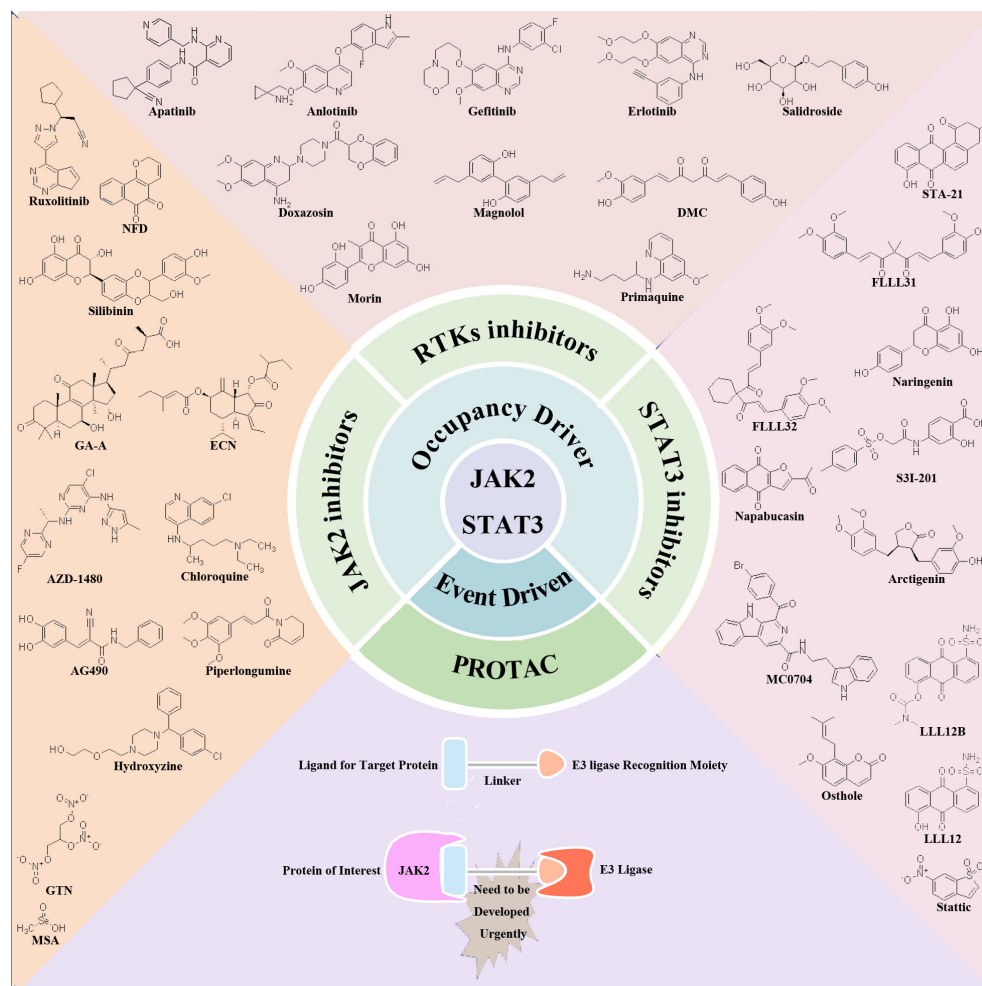 Apatinib
Anlotinib
Gefitinib
Erlotinib
Salidroside
Doxazosin
Magnolol
DMC
Morin
Primaquine
Ruxolitinib
NFD
Silibinin
GA-A
ECN
AZD-1480
Chloroquine
AG490
Piperlongumine
Hydroxyzine
GTN
MSA
RTKs inhibitors
JAK2 inhibitors
STAT3 inhibitors
Occupancy Driver
JAK2
STAT3
Event Driven
PROTAC
STA-21
FLLL31
FLLL32
Naringenin
S3I-201
Napabucasin
Arctigenin
MC0704
LLL12B
Osthole
LLL12
Stattic
Ligand for Target Protein
Linker
E3 ligase Recognition Moiety
Protein of Interest
JAK2
E3 Ligase
Need to be
Developed
Urgently